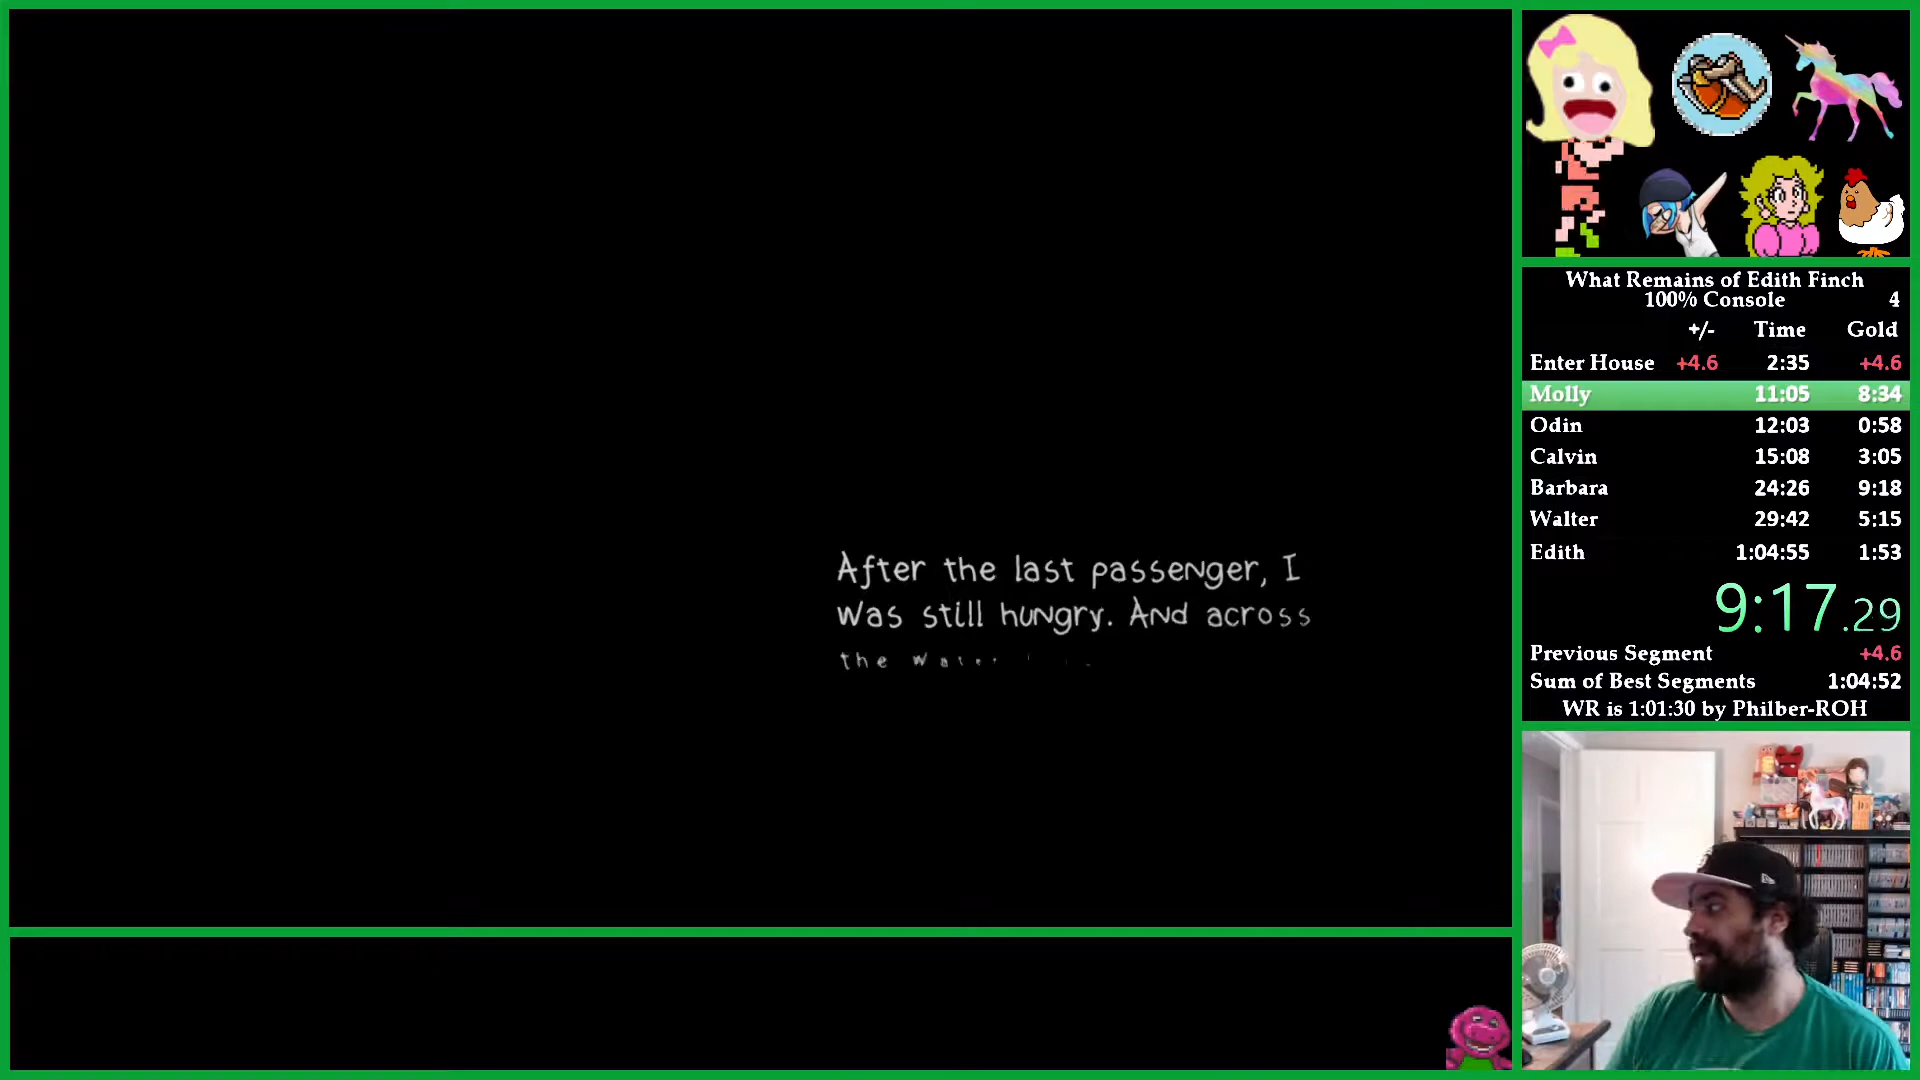 After the last passenger, I
was still hungry. And across
the
What Remains of Edith Finch
100% Console 4
+/- Time Gold
Enter House +4.6 2:35 +4.6
Molly 11:05 8:34
Odin 12:03 0:58
Calvin 15:08 3:05
Barbara 24:26 9:18
Walter 29:42 5:15
Edith 1:04:55 1:53
9:17.29
Previous Segment +4.6
Sum of Best Segments 1:04:52
WR is 1:01:30 by Philber-ROH